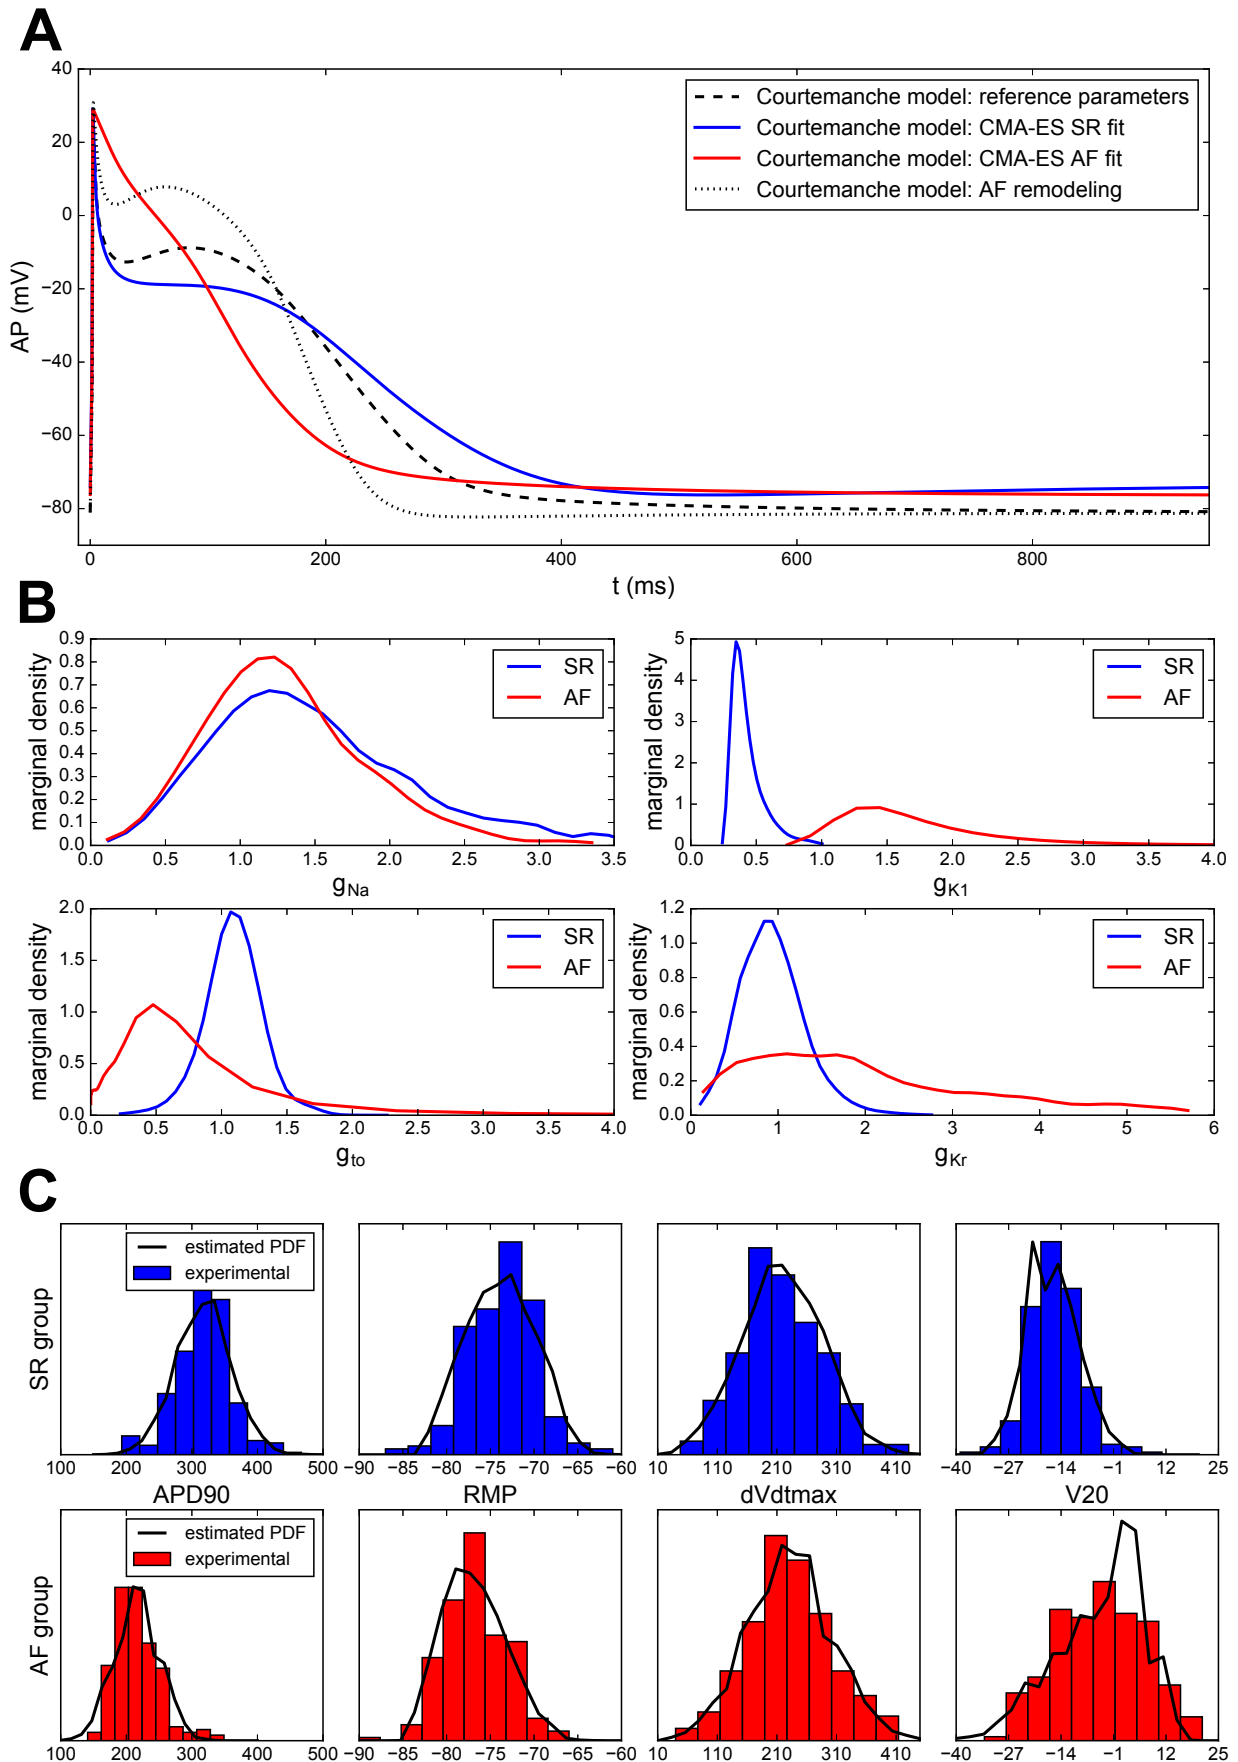 A
40
20
0
−20
−40
−60
−80
AP (mV)
Courtemanche model: reference parameters
Courtemanche model: CMA-ES SR fit
Courtemanche model: CMA-ES AF fit
Courtemanche model: AF remodeling
0 200 400 600 800
t (ms)
B
0.9
0.8
0.7
0.6
0.5
0.4
0.3
0.2
0.1
0.0
marginal density
SR
AF
0.0 0.5 1.0 1.5 2.0 2.5 3.0 3.5
gNa
5
4
3
2
1
0
marginal density
SR
AF
0.0 0.5 1.0 1.5 2.0 2.5 3.0 3.5 4.0
gK1
2.0
1.5
1.0
0.5
0.0
marginal density
SR
AF
0.0 0.5 1.0 1.5 2.0 2.5 3.0 3.5 4.0
gto
1.2
1.0
0.8
0.6
0.4
0.2
0.0
marginal density
SR
AF
0 1 2 3 4 5 6
gKr
C
SR group
estimated PDF
experimental
100 200 300 400 500
−90 −85 −80 −75 −70 −65 −60
10 110 210 310 410
−40 −27 −14 −1 12 25
APD90 RMP dVdtmax V20
AF group
estimated PDF
experimental
100 200 300 400 500
−90 −85 −80 −75 −70 −65 −60
10 110 210 310 410
−40 −27 −14 −1 12 25